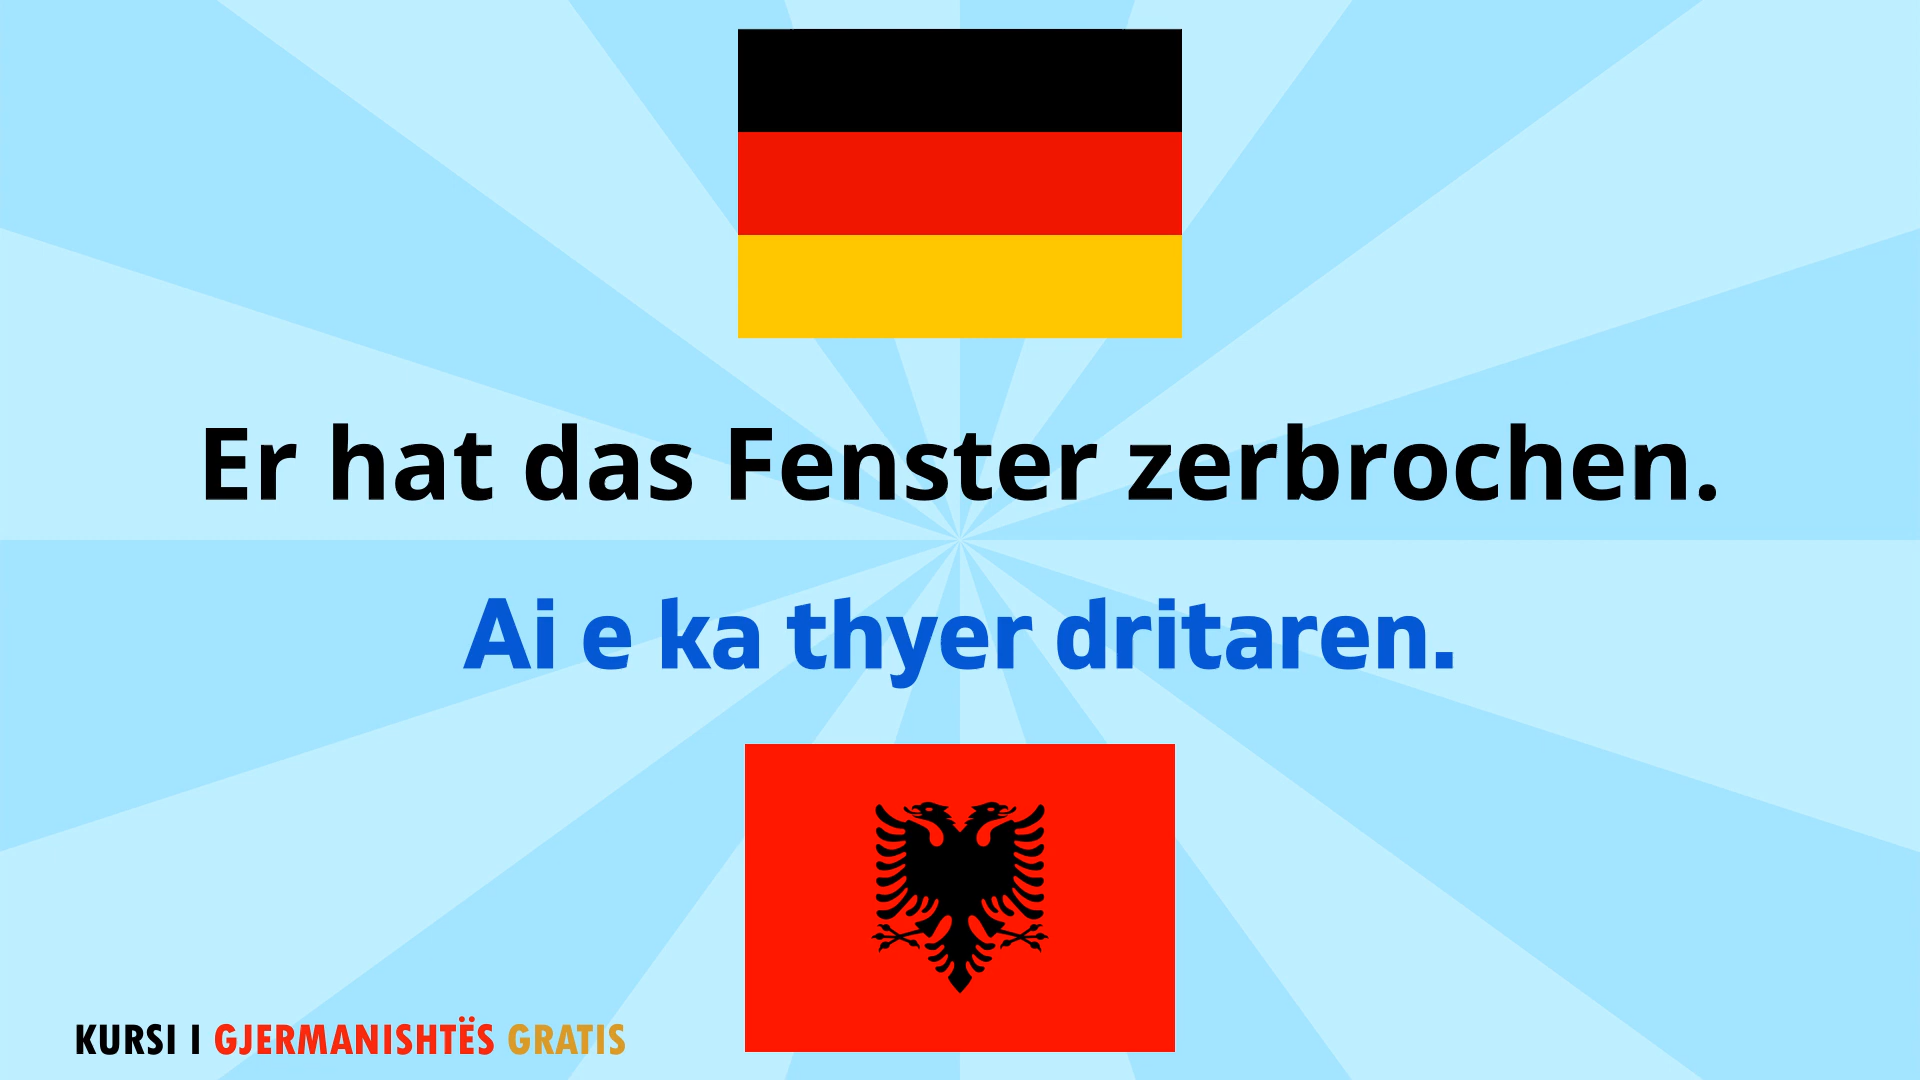 Er hat das Fenster zerbrochen.
Ai e ka thyer dritaren.
KURSI I GJERMANISHTËS GRATIS